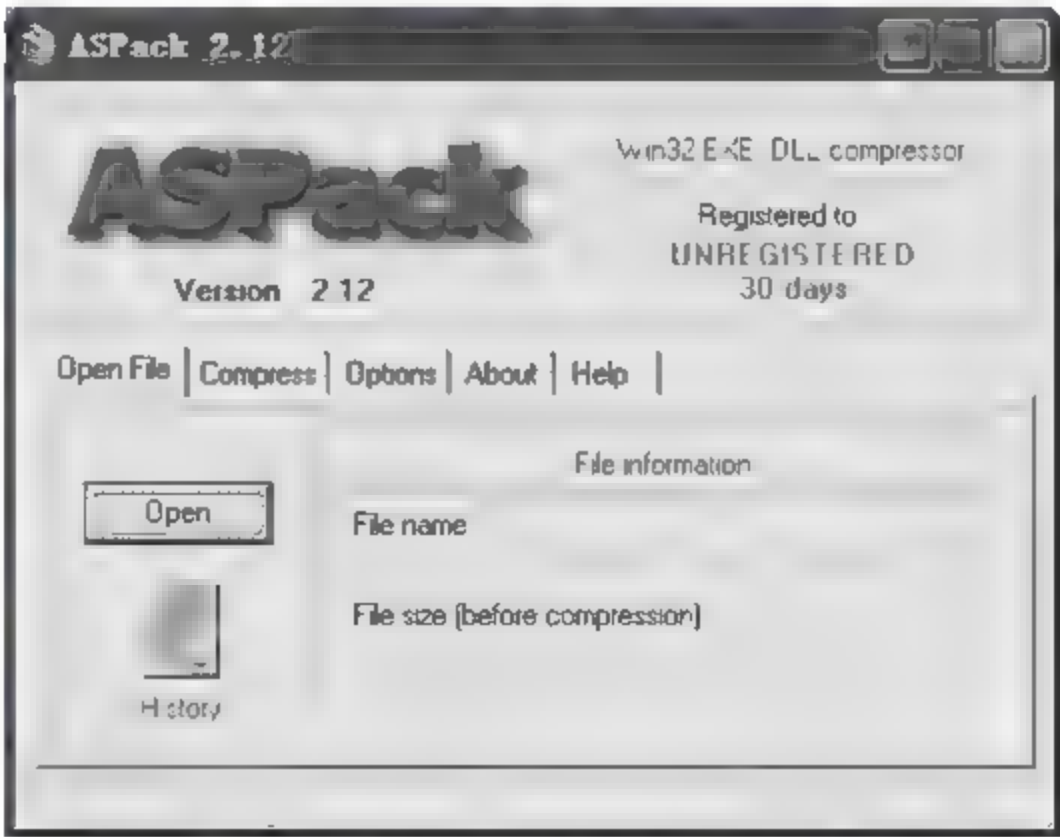 ASPack 2.12
ASPack
Win32 EXE DLL compressor
Registered to
UNREGISTERED
30 days
Version 2.12
Open File
Compress
Options
About
Help
File information
Open
File name
File size (before compression)
History